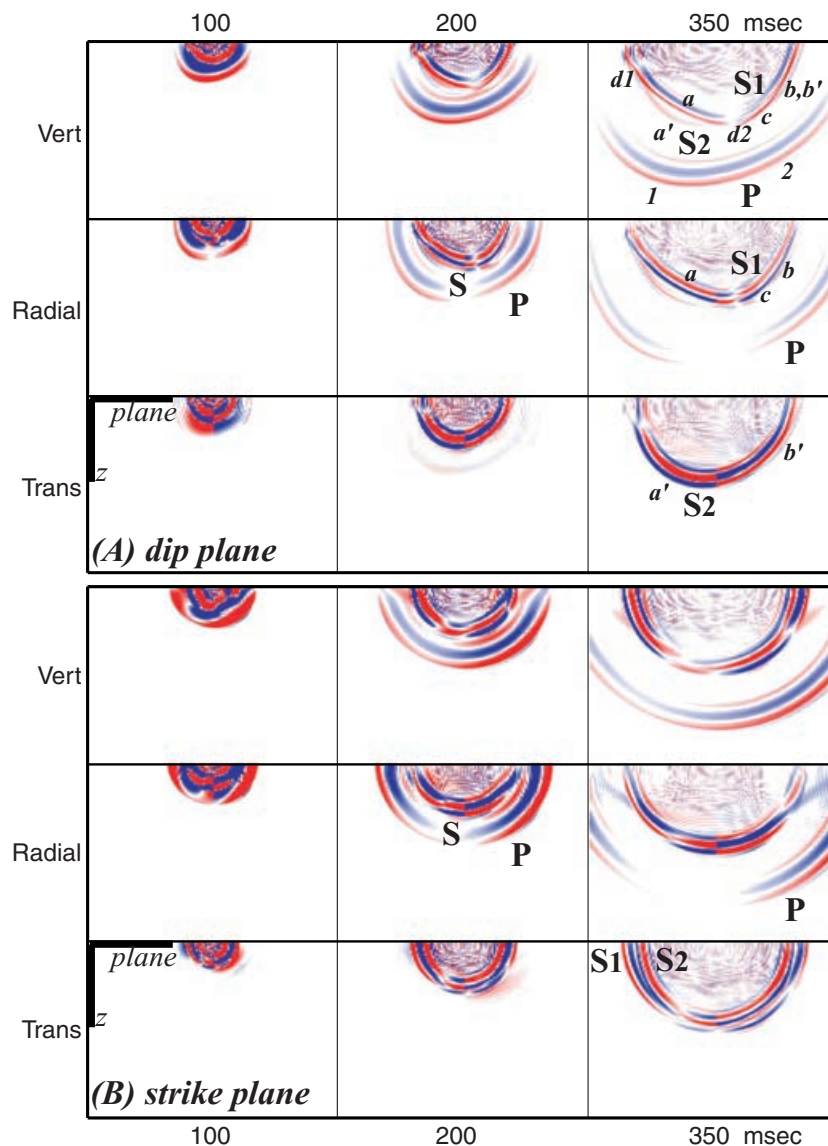 100 200 350 msec
Vert
d1 a S1 b,b'
a' S2 d2 c
1 P 2
Radial
S P
a S1 b
c
P
plane
z
Trans
a' S2 b'
(A) dip plane
Vert
Radial
S P
P
plane
z
Trans
S1 S2
(B) strike plane
100 200 350